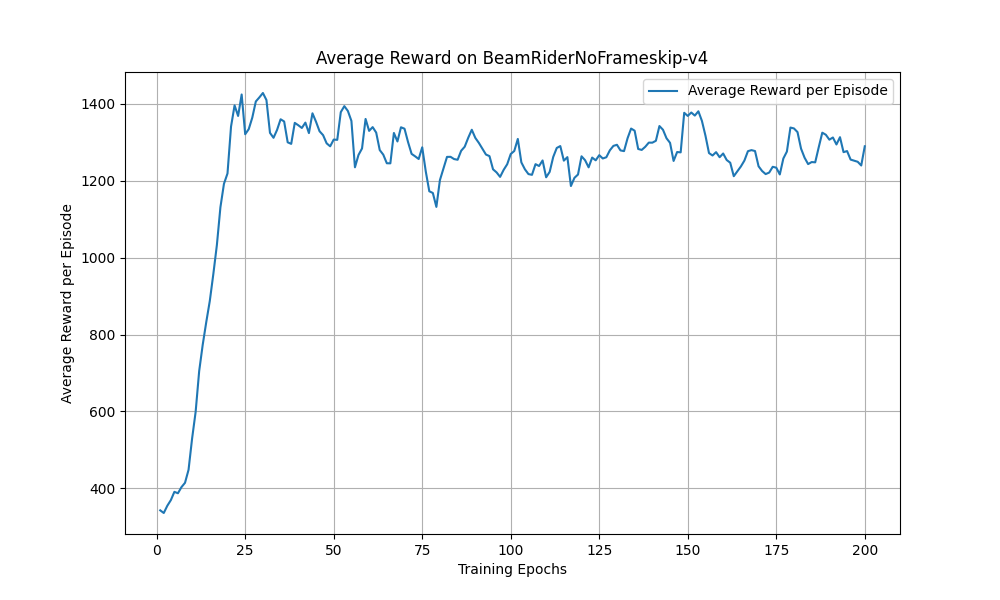 Average Reward on BeamRiderNoFrameskip-v4
Average Reward per Episode
Average Reward per Episode
1400
1200
1000
800
600
400
0 25 50 75 100 125 150 175 200
Training Epochs